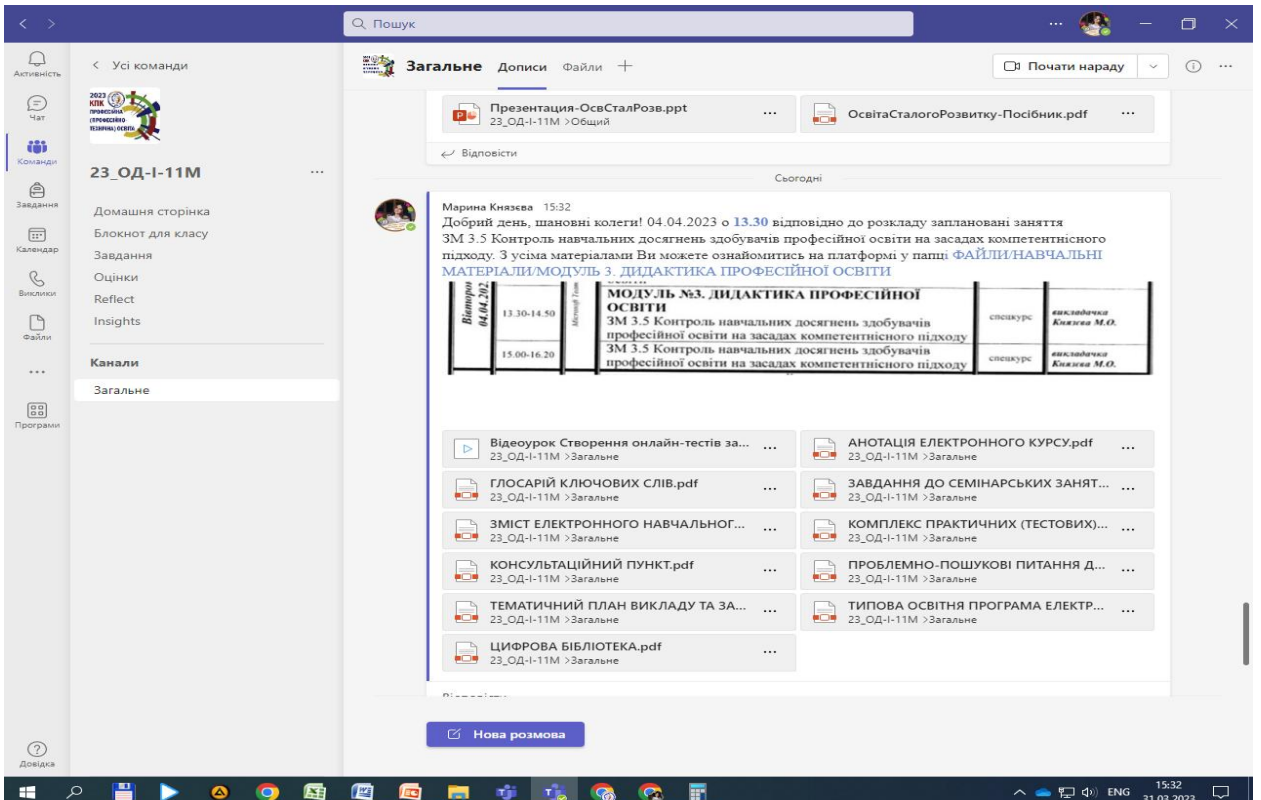 Пошук
Активність
Чат
Команди
Завдання
Календар
Виклики
Файли
Програми
Довідка
Усі команди
2023
КПК
ПРОФЕСІЙНА
(ПРОФЕСІЙНО
ТЕХНІЧНА) ОСВІТА
23_ОД-І-11М
Домашня сторінка
Блокнот для класу
Завдання
Оцінки
Reflect
Insights
Канали
Загальне
Загальне Дописи Файли
Почати нараду
Презентация-ОсвСталРозв.ppt
23_ОД-І-11М >Общий
ОсвітаСталогоРозвитку-Посібник.pdf
Відповісти
Сьогодні
Марина Князєва 15:32
Добрий день, шановні колеги! 04.04.2023 о 13.30 відповідно до розкладу заплановані заняття
ЗМ 3.5 Контроль навчальних досягнень здобувачів професійної освіти на засадах компетентнісного
підходу. З усіма матеріалами Ви можете ознайомитись на платформі у папці ФАЙЛИ/НАВЧАЛЬНІ
МАТЕРІАЛИ/МОДУЛЬ 3. ДИДАКТИКА ПРОФЕСІЙНОЇ ОСВІТИ
04.04.202
13.30-14.50
МОДУЛЬ №3. ДИДАКТИКА ПРОФЕСІЙНОЇ
ОСВІТИ
ЗМ 3.5 Контроль навчальних досягнень здобувачів
професійної освіти на засадах компетентнісного підходу
спецкурс
викладачка
Князєва М.О.
15.00-16.20
ЗМ 3.5 Контроль навчальних досягнень здобувачів
професійної освіти на засадах компетентнісного підходу
спецкурс
викладачка
Князєва М.О.
Відеоурок Створення онлайн-тестів за...
23_ОД-І-11М >Загальне
АНОТАЦІЯ ЕЛЕКТРОННОГО КУРСУ.pdf
23_ОД-І-11М >Загальне
ГЛОСАРІЙ КЛЮЧОВИХ СЛІВ.pdf
23_ОД-І-11М >Загальне
ЗАВДАННЯ ДО СЕМІНАРСЬКИХ ЗАНЯТ...
23_ОД-І-11М >Загальне
ЗМІСТ ЕЛЕКТРОННОГО НАВЧАЛЬНОГ...
23_ОД-І-11М >Загальне
КОМПЛЕКС ПРАКТИЧНИХ (ТЕСТОВИХ)...
23_ОД-І-11М >Загальне
КОНСУЛЬТАЦІЙНИЙ ПУНКТ.pdf
23_ОД-І-11М >Загальне
ПРОБЛЕМНО-ПОШУКОВІ ПИТАННЯ Д...
23_ОД-І-11М >Загальне
ТЕМАТИЧНИЙ ПЛАН ВИКЛАДУ ТА ЗА...
23_ОД-І-11М >Загальне
ТИПОВА ОСВІТНЯ ПРОГРАМА ЕЛЕКТР...
23_ОД-І-11М >Загальне
ЦИФРОВА БІБЛІОТЕКА.pdf
23_ОД-І-11М >Загальне
Нова розмова
ENG
15:32
31.03.2023